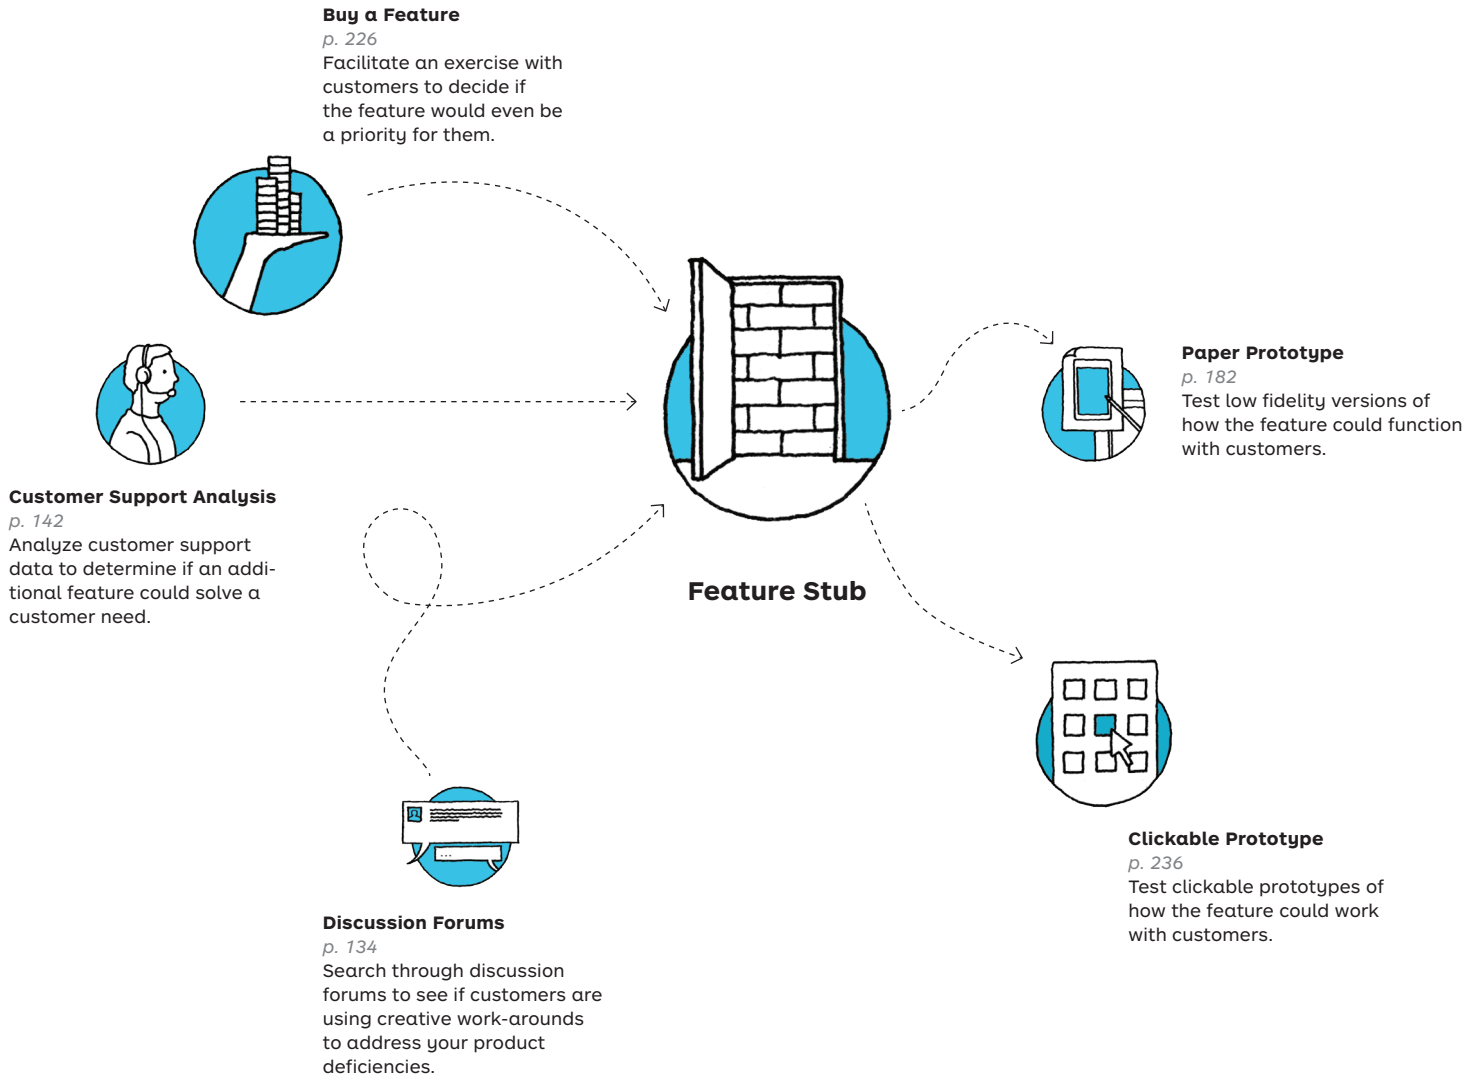 Buy a Feature
p. 226
Facilitate an exercise with
customers to decide if
the feature would even be
a priority for them.
Paper Prototype
p. 182
Test low fidelity versions of
how the feature could function
with customers.
Customer Support Analysis
p. 142
Analyze customer support
data to determine if an addi-
tional feature could solve a
customer need.
Feature Stub
Clickable Prototype
p. 236
Test clickable prototypes of
how the feature could work
with customers.
Discussion Forums
p. 134
Search through discussion
forums to see if customers are
using creative work-arounds
to address your product
deficiencies.